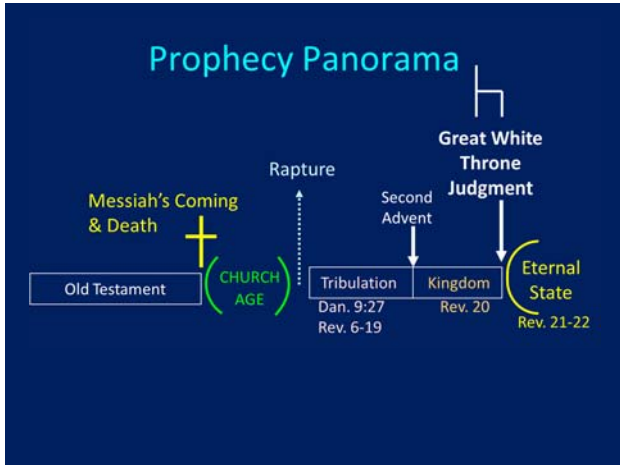 Prophecy Panorama
Great White
Throne
Judgment
Rapture
Second
Advent
Messiah's Coming
& Death
Old Testament
CHURCH
AGE
Tribulation
Kingdom
Eternal
State
Dan. 9:27
Rev. 6-19
Rev. 20
Rev. 21-22